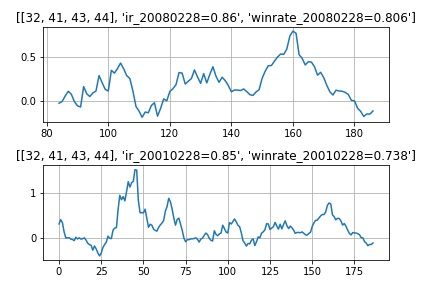 [[32, 41, 43, 44], 'ir_20080228=0.86', 'winrate_20080228=0.806']
0.5
0.0
80 100 120 140 160 180
[[32, 41, 43, 44], 'ir_20010228=0.85', 'winrate_20010228=0.738']
1
0
0 25 50 75 100 125 150 175